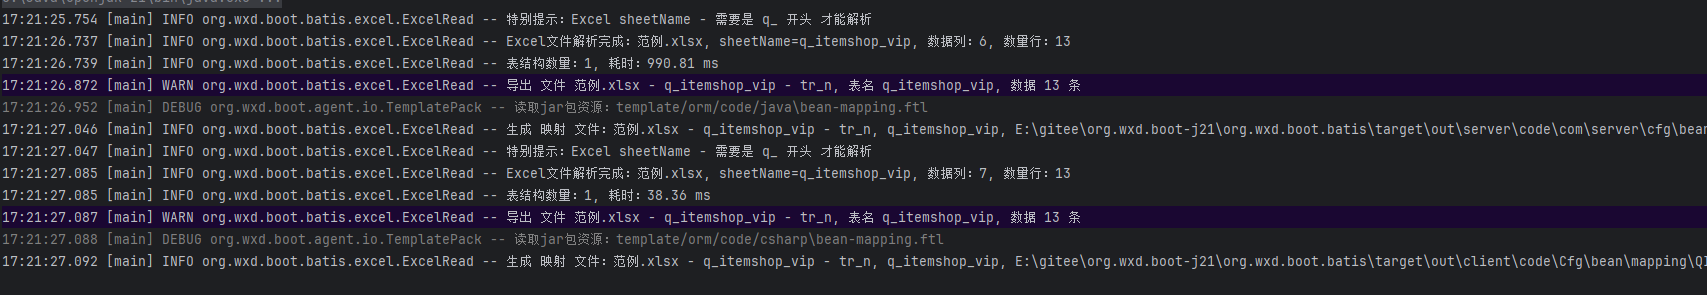 17:21:25.754 [main] INFO org.wxd.boot.batis.excel.ExcelRead -- 特别提示：Excel sheetName - 需要是 q_ 开头 才能解析
17:21:26.737 [main] INFO org.wxd.boot.batis.excel.ExcelRead -- Excel文件解析完成：范例.xlsx, sheetName=q_itemshop_vip, 数据列：6, 数量行：13
17:21:26.739 [main] INFO org.wxd.boot.batis.excel.ExcelRead -- 表结构数量：1, 耗时：990.81 ms
17:21:26.872 [main] WARN org.wxd.boot.batis.excel.ExcelRead -- 导出 文件 范例.xlsx - q_itemshop_vip - tr_n, 表名 q_itemshop_vip, 数据 13 条
17:21:26.952 [main] DEBUG org.wxd.boot.agent.io.TemplatePack -- 读取jar包资源：template/orm/code/java\bean-mapping.ftl
17:21:27.046 [main] INFO org.wxd.boot.batis.excel.ExcelRead -- 生成 映射 文件：范例.xlsx - q_itemshop_vip - tr_n, q_itemshop_vip, E:\gitee\org.wxd.boot-j21\org.wxd.boot.batis\target\out\server\code\com\server\cfg\bean
17:21:27.047 [main] INFO org.wxd.boot.batis.excel.ExcelRead -- 特别提示：Excel sheetName - 需要是 q_ 开头 才能解析
17:21:27.085 [main] INFO org.wxd.boot.batis.excel.ExcelRead -- Excel文件解析完成：范例.xlsx, sheetName=q_itemshop_vip, 数据列：7, 数量行：13
17:21:27.085 [main] INFO org.wxd.boot.batis.excel.ExcelRead -- 表结构数量：1, 耗时：38.36 ms
17:21:27.087 [main] WARN org.wxd.boot.batis.excel.ExcelRead -- 导出 文件 范例.xlsx - q_itemshop_vip - tr_n, 表名 q_itemshop_vip, 数据 13 条
17:21:27.088 [main] DEBUG org.wxd.boot.agent.io.TemplatePack -- 读取jar包资源：template/orm/code/csharp\bean-mapping.ftl
17:21:27.092 [main] INFO org.wxd.boot.batis.excel.ExcelRead -- 生成 映射 文件：范例.xlsx - q_itemshop_vip - tr_n, q_itemshop_vip, E:\gitee\org.wxd.boot-j21\org.wxd.boot.batis\target\out\client\code\Cfg\bean\mapping\